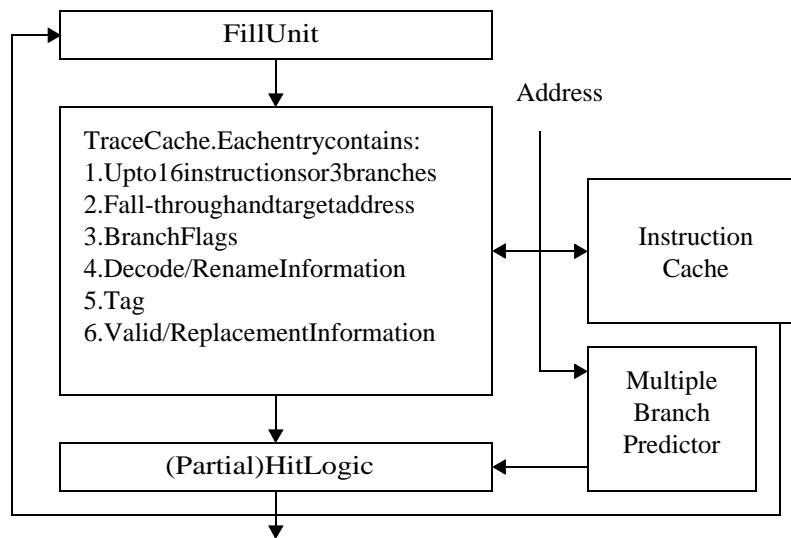 FillUnit
Address
TraceCache.Eachentrycontains:
1.Upto16instructionsor3branches
2.Fall-throughandtargetaddress
3.BranchFlags
4.Decode/RenameInformation
5.Tag
6.Valid/ReplacementInformation
Instruction
Cache
Multiple
Branch
Predictor
(Partial)HitLogic